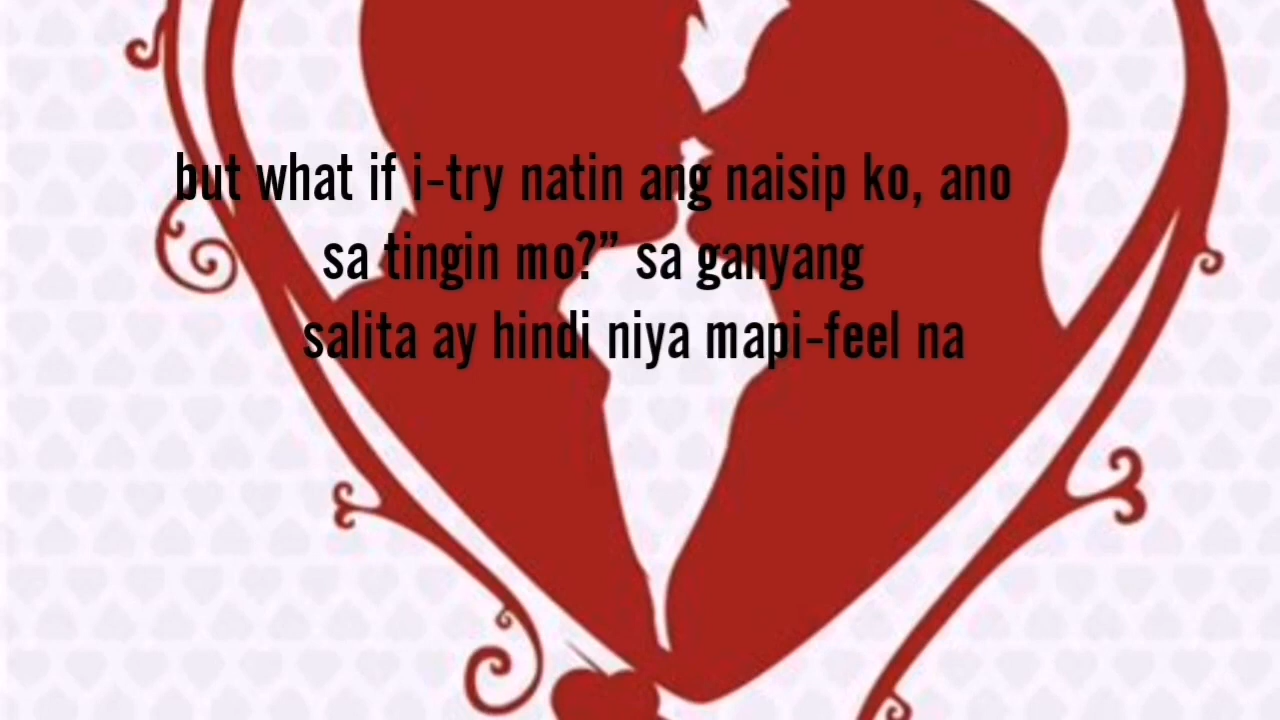 but what if i-try natin ang naisip ko, ano
sa tingin mo?” sa ganyang
salita ay hindi niya mapi-feel na